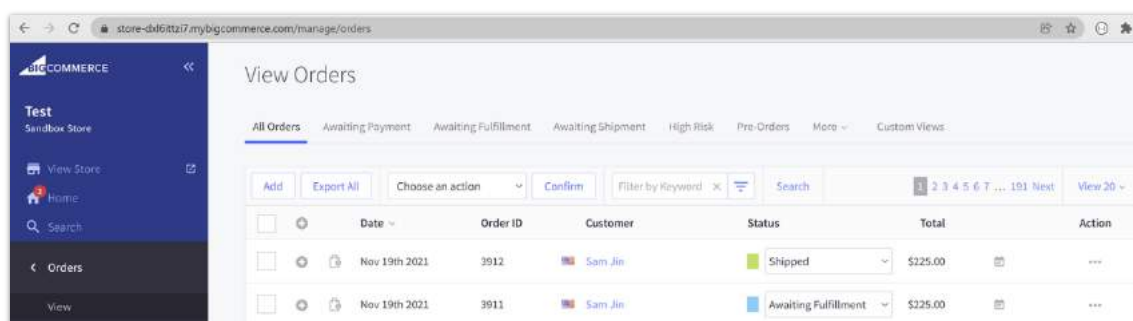 store-dxl6ittzi7.mybigcommerce.com/manage/orders
BIGCOMMERCE
Test
Sandbox Store
View Store
2
Home
Search
Orders
View
View Orders
All Orders Awaiting Payment Awaiting Fulfillment Awaiting Shipment High Risk Pre-Orders More Custom Views
Add Export All Choose an action Confirm Filter by Keyword × Search 1 2 3 4 5 6 7 ... 191 Next View 20
Date Order ID Customer Status Total Action
Nov 19th 2021 3912 Sam Jin Shipped $225.00
Nov 19th 2021 3911 Sam Jin Awaiting Fulfillment $225.00